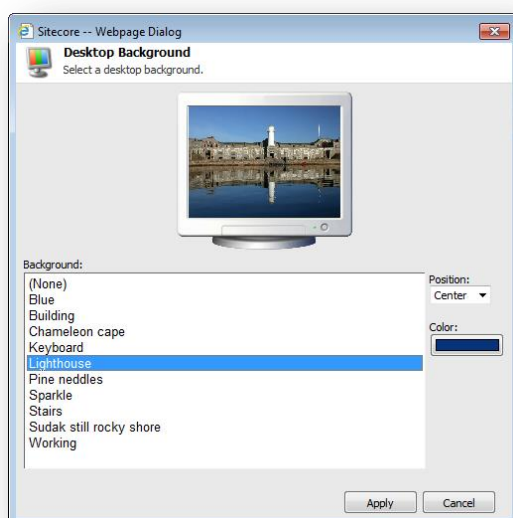 Sitecore -- Webpage Dialog
Desktop Background
Select a desktop background.
Background:
(None)
Blue
Building
Chameleon cape
Keyboard
Lighthouse
Pine neddles
Sparkle
Stairs
Sudak still rocky shore
Working
Position:
Center
Color:
Apply
Cancel